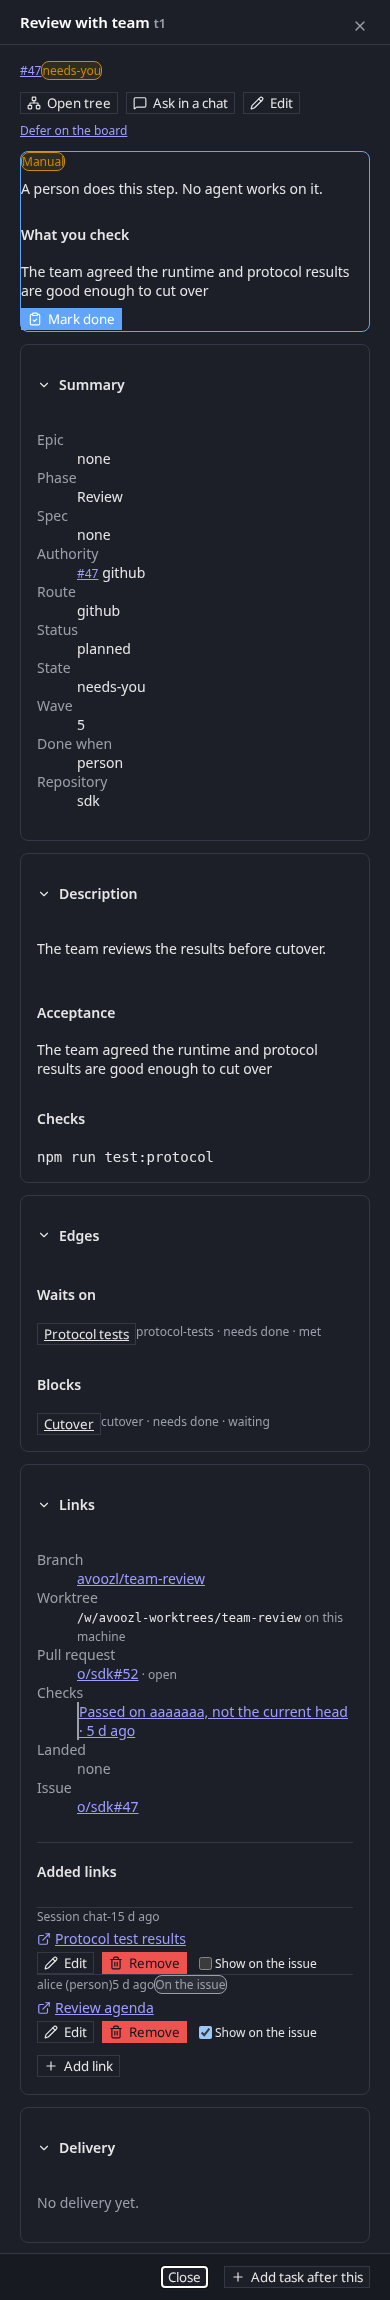 Review with team t1
#47 needs-you
Open tree Ask in a chat Edit
Defer on the board
Manual
A person does this step. No agent works on it.
What you check
The team agreed the runtime and protocol results
are good enough to cut over
Mark done
Summary
Epic
none
Phase
Review
Spec
none
Authority
#47 github
Route
github
Status
planned
State
needs-you
Wave
5
Done when
person
Repository
sdk
Description
The team reviews the results before cutover.
Acceptance
The team agreed the runtime and protocol
results are good enough to cut over
Checks
npm run test:protocol
Edges
Waits on
Protocol tests protocol-tests · needs done · met
Blocks
Cutover cutover · needs done · waiting
Links
Branch
avoozl/team-review
Worktree
/w/avoozl-worktrees/team-review on this
machine
Pull request
o/sdk#52 · open
Checks
Passed on aaaaaaa, not the current head
· 5 d ago
Landed
none
Issue
o/sdk#47
Added links
Session chat-15 d ago
Protocol test results
Edit Remove Show on the issue
alice (person)5 d ago On the issue
Review agenda
Edit Remove Show on the issue
Add link
Delivery
No delivery yet.
Close Add task after this